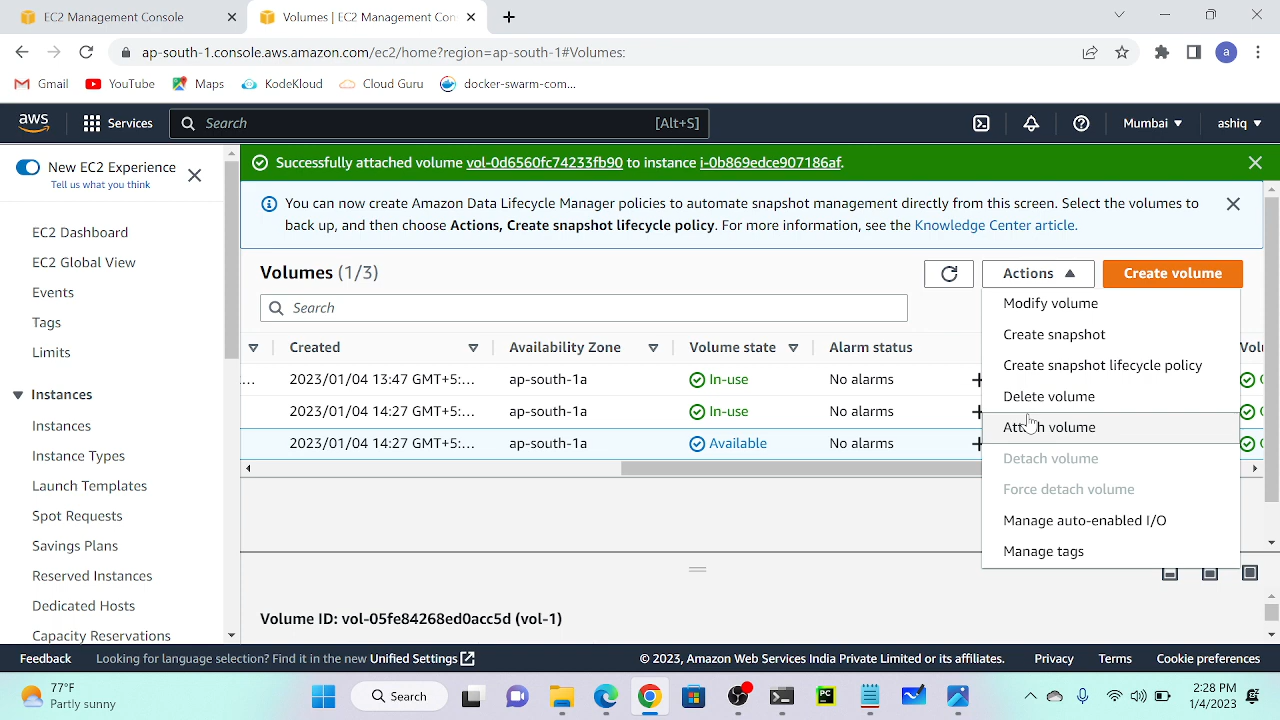 EC2 Management Console
Volumes | EC2 Management Con
ap-south-1.console.aws.amazon.com/ec2/home?region=ap-south-1#Volumes:
a
Gmail YouTube Maps KodeKloud Cloud Guru docker-swarm-com...
aws Services Search [Alt+S] Mumbai ashiq
New EC2 Experience
Tell us what you think
EC2 Dashboard
EC2 Global View
Events
Tags
Limits
Instances
Instances
Instance Types
Launch Templates
Spot Requests
Savings Plans
Reserved Instances
Dedicated Hosts
Capacity Reservations
Successfully attached volume vol-0d6560fc74233fb90 to instance i-0b869edce907186af.
You can now create Amazon Data Lifecycle Manager policies to automate snapshot management directly from this screen. Select the volumes to
back up, and then choose Actions, Create snapshot lifecycle policy. For more information, see the Knowledge Center article.
Volumes (1/3)
Actions
Create volume
Search
Created Availability Zone Volume state Alarm status Volu
... 2023/01/04 13:47 GMT+5:... ap-south-1a In-use No alarms +
2023/01/04 14:27 GMT+5:... ap-south-1a In-use No alarms +
2023/01/04 14:27 GMT+5:... ap-south-1a Available No alarms +
Modify volume
Create snapshot
Create snapshot lifecycle policy
Delete volume
Attach volume
Detach volume
Force detach volume
Manage auto-enabled I/O
Manage tags
Volume ID: vol-05fe84268ed0acc5d (vol-1)
Feedback Looking for language selection? Find it in the new Unified Settings © 2023, Amazon Web Services India Private Limited or its affiliates. Privacy Terms Cookie preferences
77°F
Partly sunny
Search
PC
2:28 PM
1/4/2023